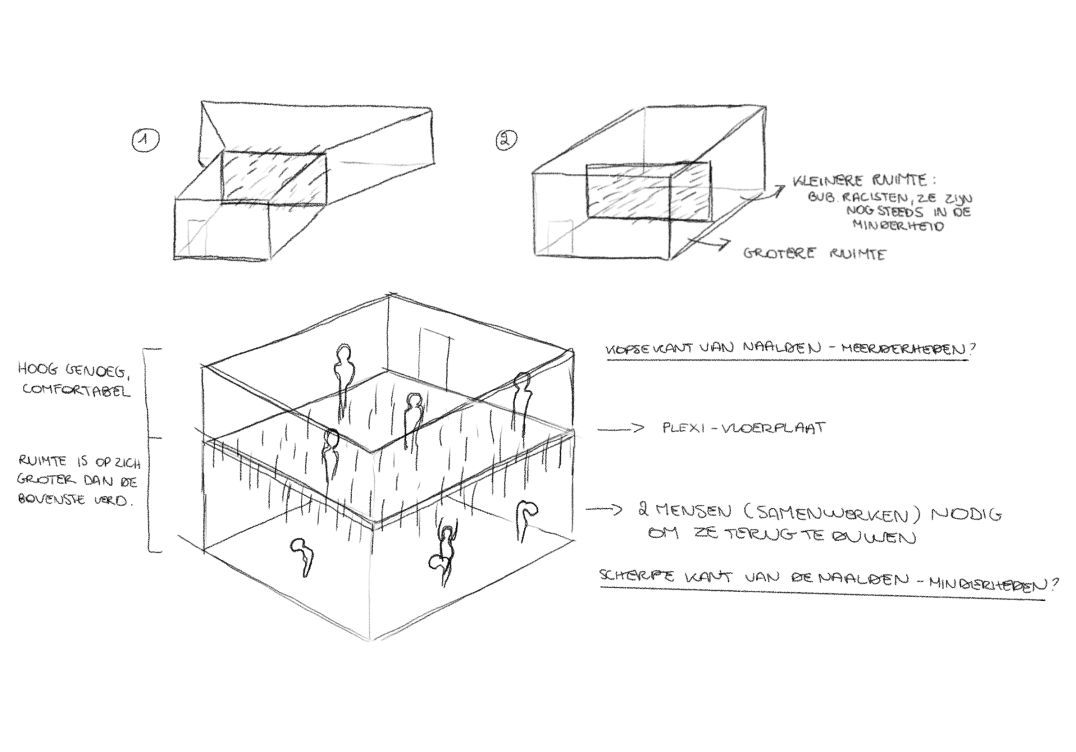 1
2
KLEINERE RUIMTE:
BUB. RACISTEN, ZE ZIJN
NOG STEEDS IN DE
MINDERHEID
GROTERE RUIMTE
HOOG GENOEG,
COMFORTABEL
RUIMTE IS OP ZICH
GROTER DAN DE
BOVENSTE VERD.
KOPSE KANT VAN NAALDEN - MEERDERHEDEN?
PLEXI-VLOERPLAAT
2 MENSEN (SAMENWERKEN) NODIG
OM ZE TERUG TE DUWEN
SCHERPE KANT VAN DE NAALDEN - MINDERHEDEN?